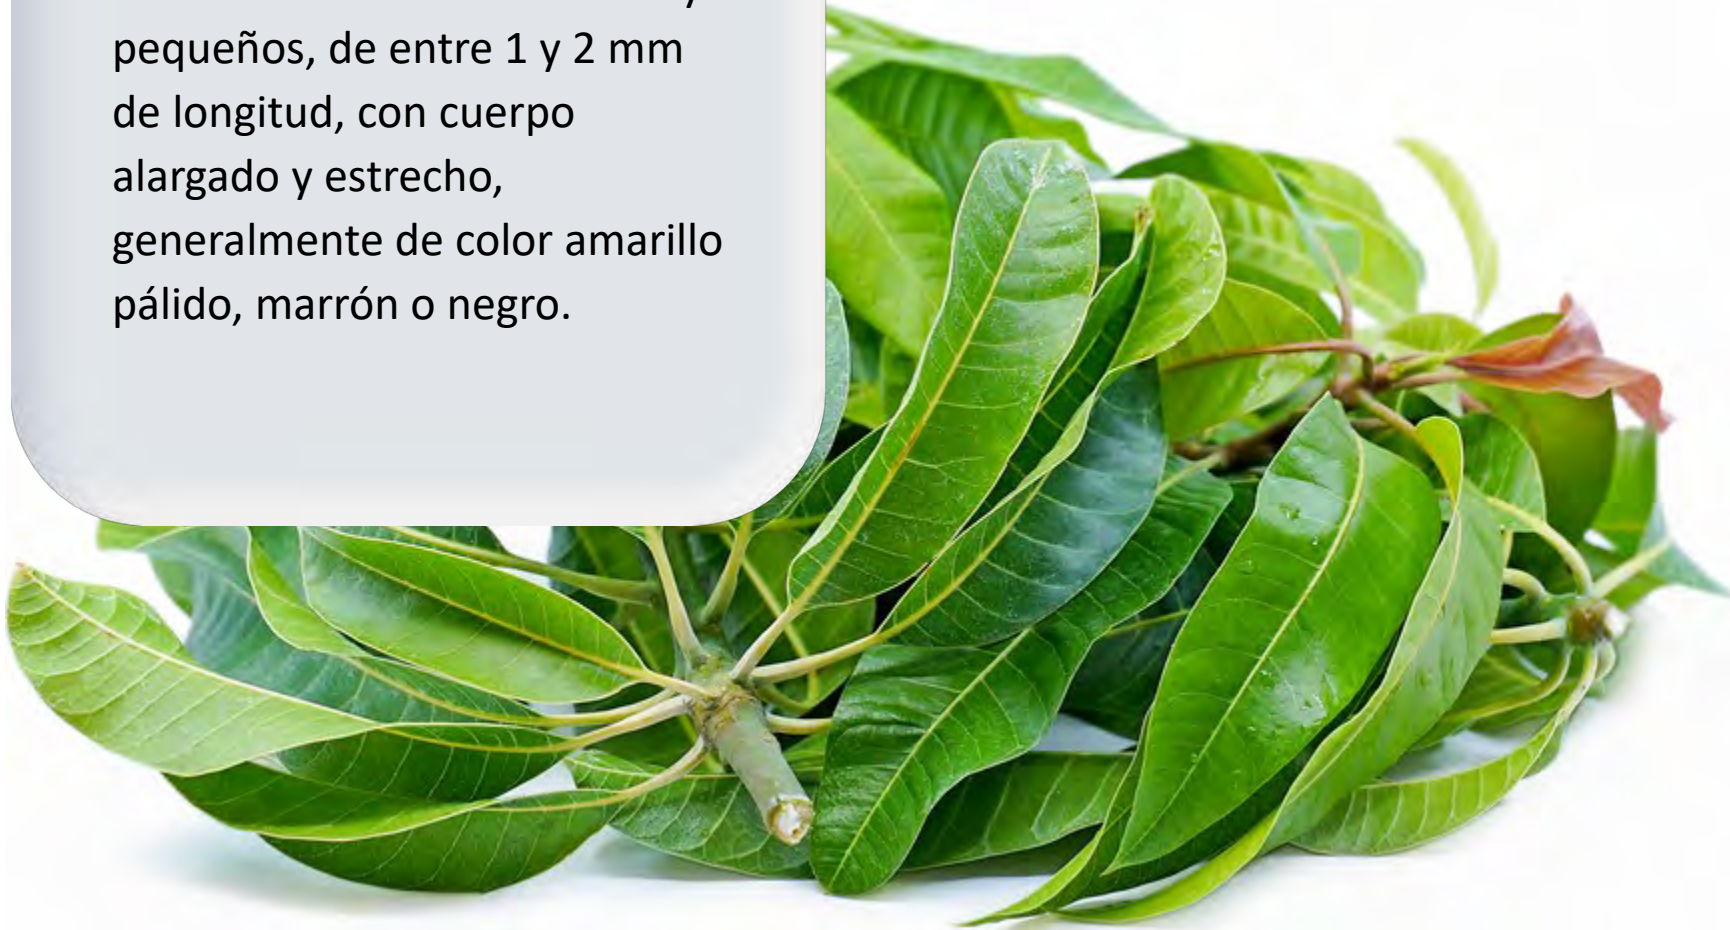 pequeños, de entre 1 y 2 mm
de longitud, con cuerpo
alargado y estrecho,
generalmente de color amarillo
pálido, marrón o negro.